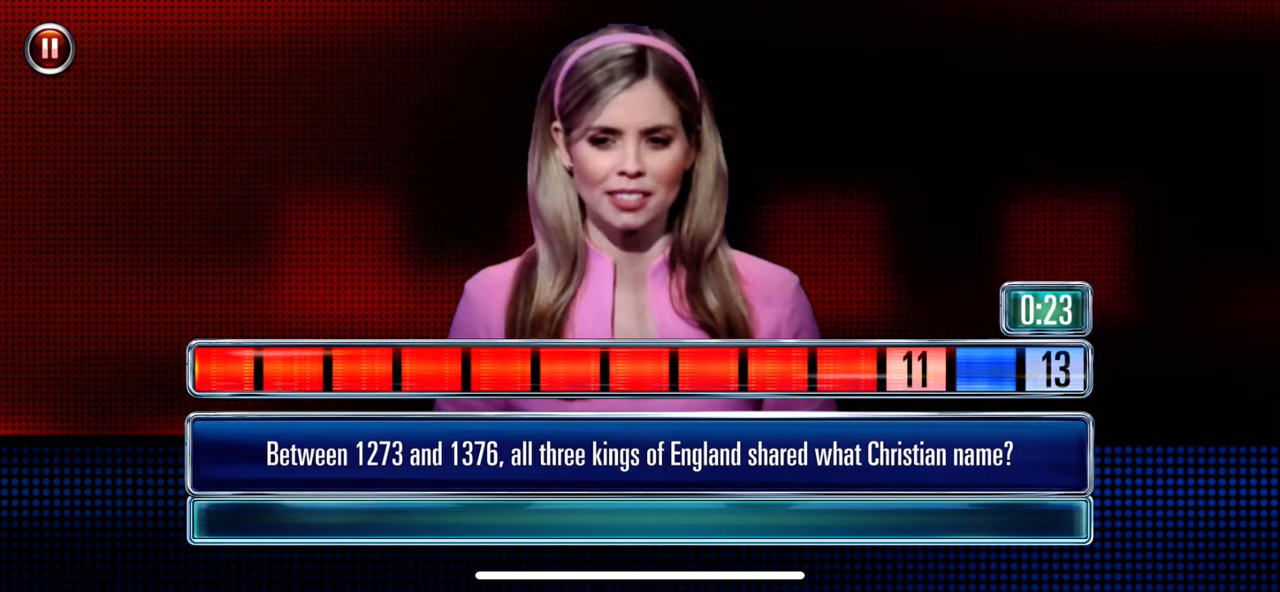 0:23
11 13
Between 1273 and 1376, all three kings of England shared what Christian name?